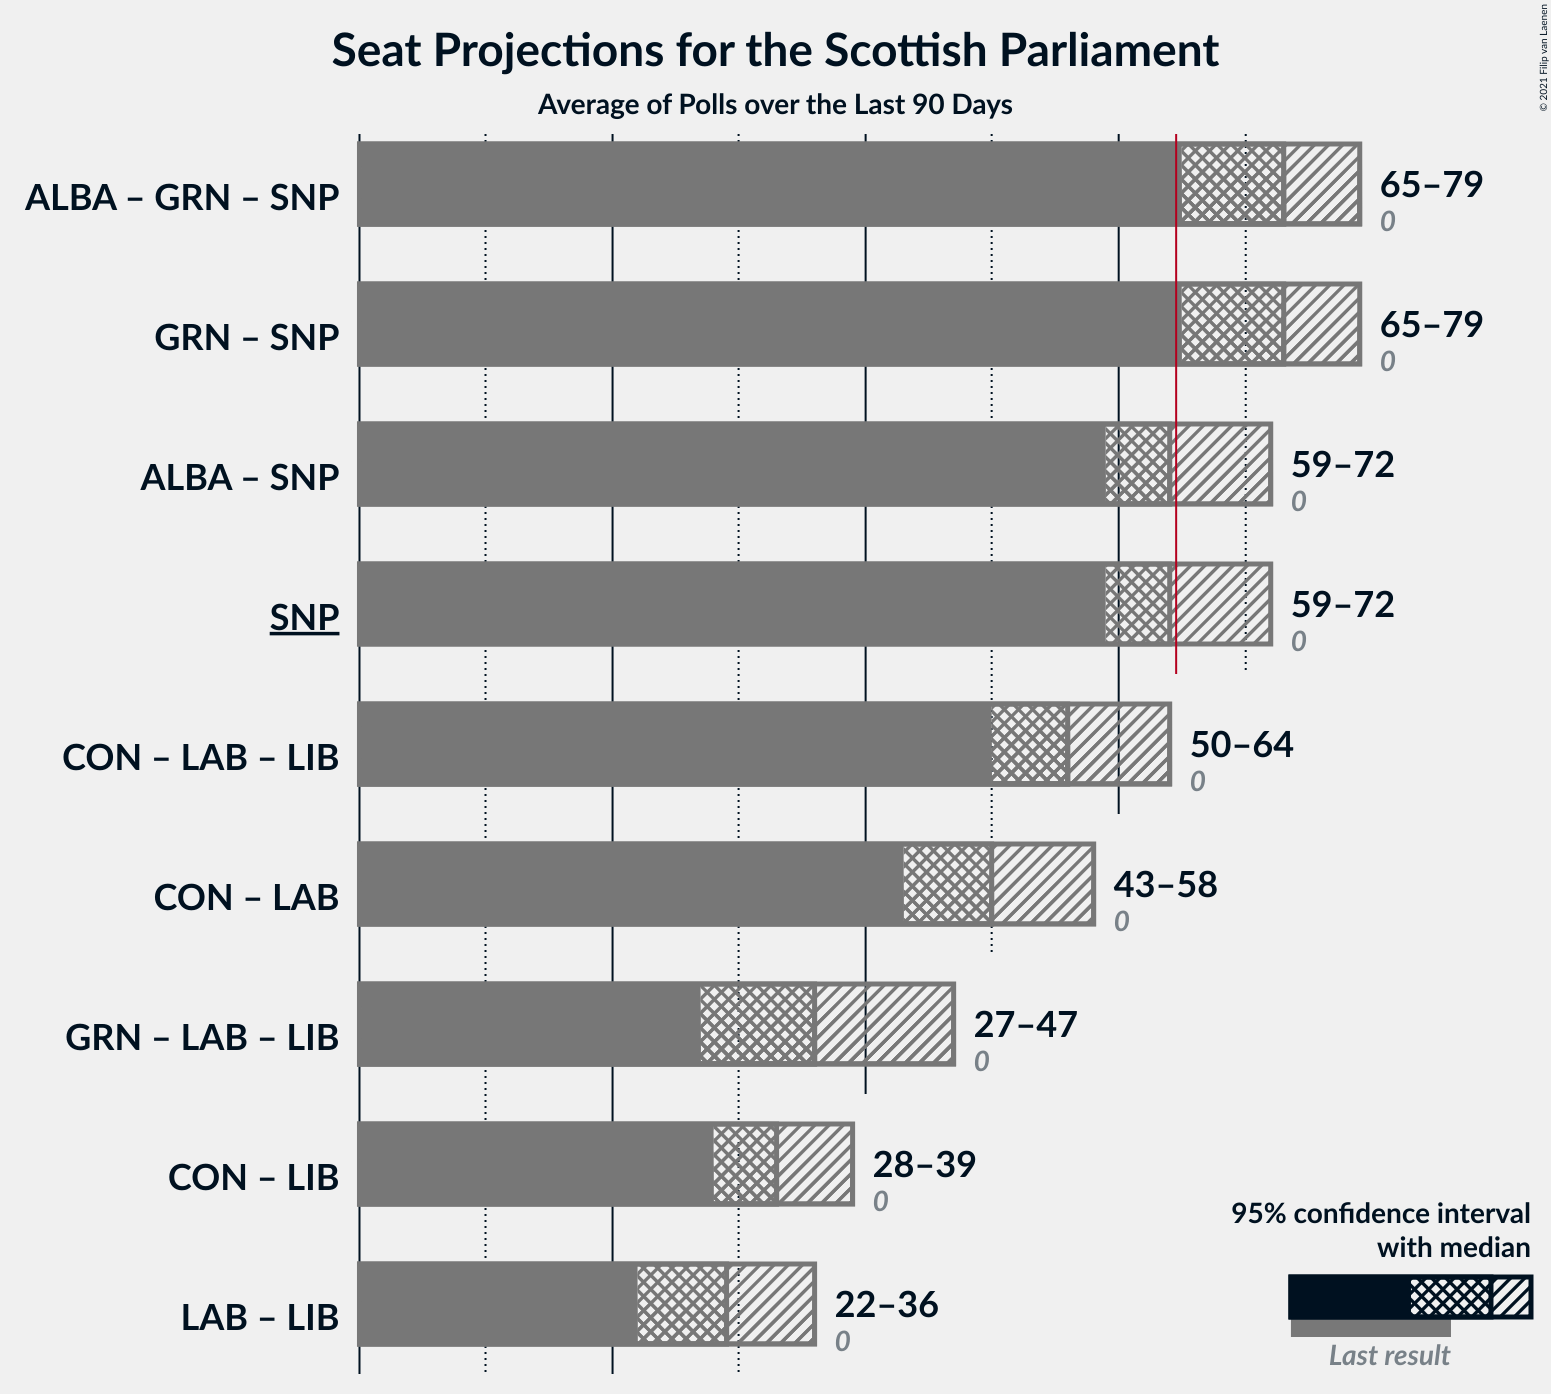 Seat Projections for the Scottish Parliament
Average of Polls over the Last 90 Days
© 2021 Filip van Laenen
ALBA – GRN – SNP
65–79
0
GRN – SNP
65–79
0
ALBA – SNP
59–72
0
SNP
59–72
0
CON – LAB – LIB
50–64
0
CON – LAB
43–58
0
GRN – LAB – LIB
27–47
0
CON – LIB
28–39
0
LAB – LIB
22–36
0
95% confidence interval
with median
Last result